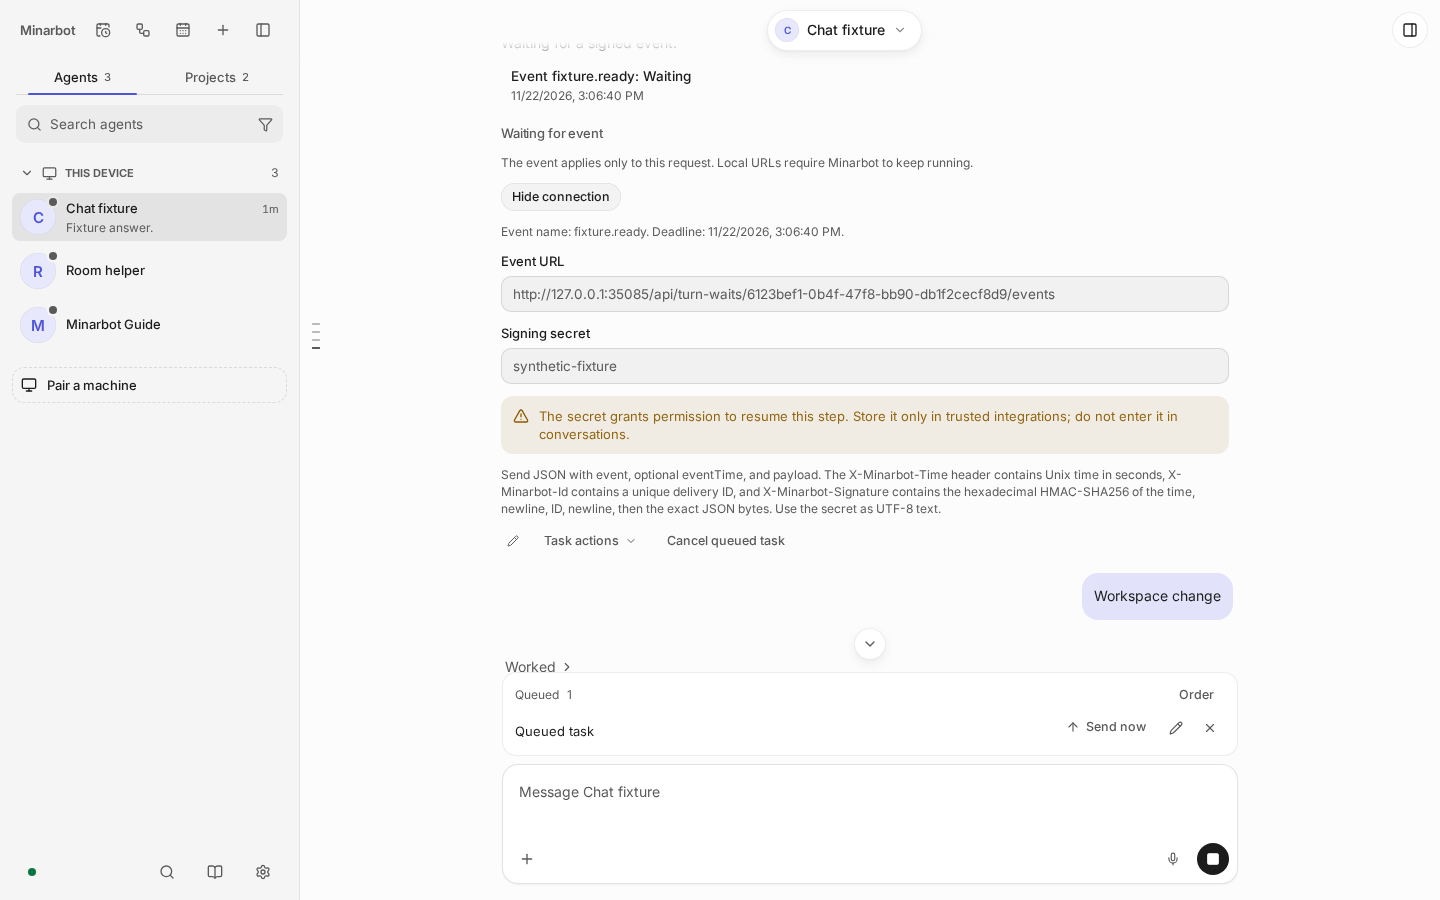 Minarbot
Agents 3
Projects 2
Search agents
THIS DEVICE 3
C
Chat fixture 1m
Fixture answer.
R
Room helper
M
Minarbot Guide
Pair a machine
C Chat fixture
Waiting for a signed event.
Event fixture.ready: Waiting
11/22/2026, 3:06:40 PM
Waiting for event
The event applies only to this request. Local URLs require Minarbot to keep running.
Hide connection
Event name: fixture.ready. Deadline: 11/22/2026, 3:06:40 PM.
Event URL
http://127.0.0.1:35085/api/turn-waits/6123bef1-0b4f-47f8-bb90-db1f2cecf8d9/events
Signing secret
synthetic-fixture
The secret grants permission to resume this step. Store it only in trusted integrations; do not enter it in
conversations.
Send JSON with event, optional eventTime, and payload. The X-Minarbot-Time header contains Unix time in seconds, X-
Minarbot-Id contains a unique delivery ID, and X-Minarbot-Signature contains the hexadecimal HMAC-SHA256 of the time,
newline, ID, newline, then the exact JSON bytes. Use the secret as UTF-8 text.
Task actions
Cancel queued task
Workspace change
Worked
Queued 1
Order
Queued task
Send now
Message Chat fixture